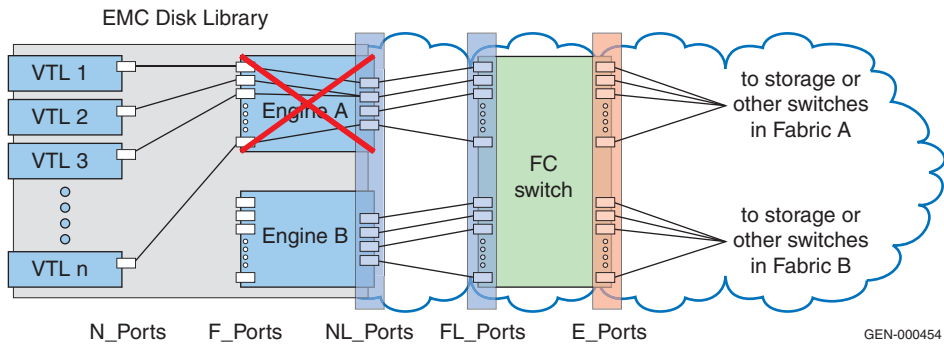 EMC Disk Library
VTL 1
VTL 2
VTL 3
VTL n
Engine A
Engine B
FC
switch
to storage or
other switches
in Fabric A
to storage or
other switches
in Fabric B
N_Ports
F_Ports
NL_Ports
FL_Ports
E_Ports
GEN-000454